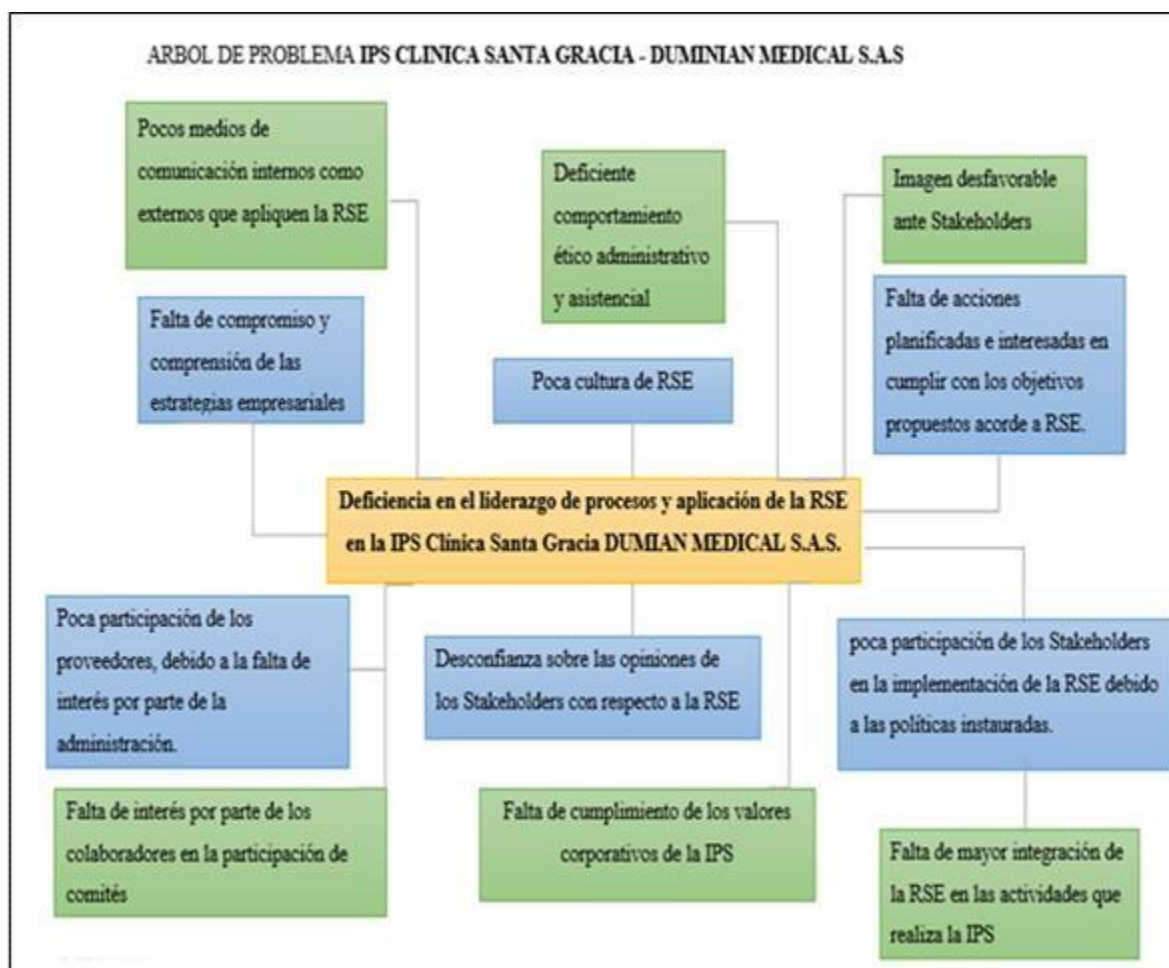 ARBOL DE PROBLEMA IPS CLINICA SANTA GRACIA - DUMINIAN MEDICAL S.A.S
Pocos medios de
comunicación internos como
externos que apliquen la RSE
Deficiente
comportamiento
ético administrativo
y asistencial
Imagen desfavorable
ante Stakeholders
Falta de compromiso y
comprensión de las
estrategias empresariales
Poca cultura de RSE
Falta de acciones
planificadas e interesadas en
cumplir con los objetivos
propuestos acorde a RSE.
Deficiencia en el liderazgo de procesos y aplicación de la RSE
en la IPS Clínica Santa Gracia DUMIAN MEDICAL S.A.S.
Poca participación de los
proveedores, debido a la falta de
interés por parte de la
administración.
Desconfianza sobre las opiniones de
los Stakeholders con respecto a la RSE
poca participación de los Stakeholders
en la implementación de la RSE debido
a las políticas instauradas.
Falta de interés por parte de los
colaboradores en la participación de
comités
Falta de cumplimiento de los valores
corporativos de la IPS
Falta de mayor integración de
la RSE en las actividades que
realiza la IPS